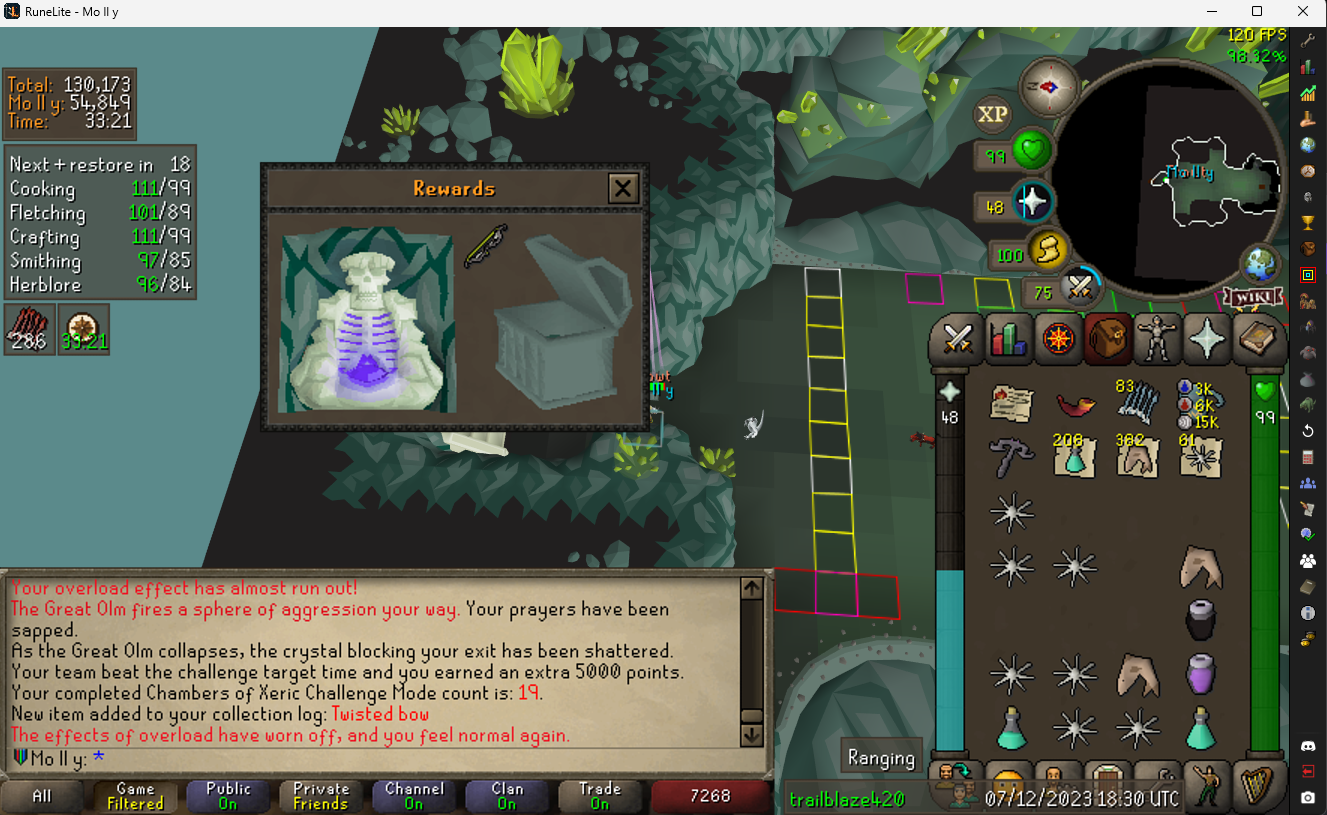 RuneLite - Mo ll y
Total: 130,173
Mo ll y: 54,849
Time: 33:21
Next + restore in 18
Cooking 111/99
Fletching 101/89
Crafting 111/99
Smithing 97/85
Herblore 96/84
286 33:21
Rewards
120 FPS
98.32%
XP
99
48
100
75
Mo ll y
WIKI
48
99
83
3K
6K
15K
208
382
61
Your overload effect has almost run out!
The Great Olm fires a sphere of aggression your way. Your prayers have been
sapped.
As the Great Olm collapses, the crystal blocking your exit has been shattered.
Your team beat the challenge target time and you earned an extra 5000 points.
Your completed Chambers of Xeric Challenge Mode count is: 19.
New item added to your collection log: Twisted bow
The effects of overload have worn off, and you feel normal again.
Mo ll y: *
Ranging
All
Game
Filtered
Public
On
Private
Friends
Channel
On
Clan
On
Trade
On
7268
trailblaze420
07/12/2023 18:30 UTC